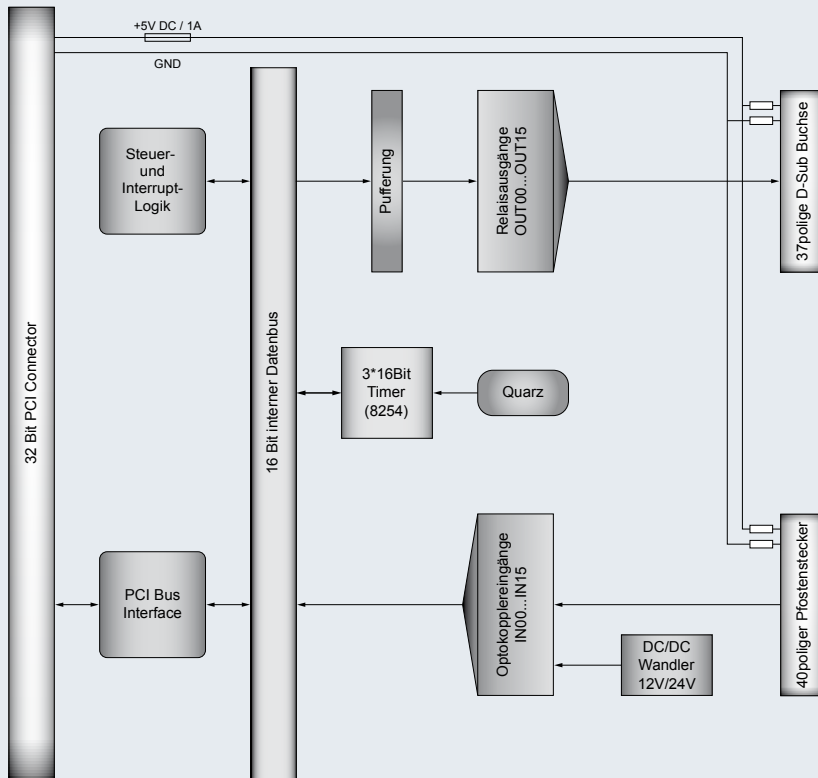 +5V DC / 1A
GND
32 Bit PCI Connector
Steuer-
und
Interrupt-
Logik
16 Bit interner Datenbus
Pufferung
Relaisausgänge
OUT00...OUT15
37polige D-Sub Buchse
3*16Bit
Timer
(8254)
Quarz
PCI Bus
Interface
Optokopplereingänge
IN00...IN15
DC/DC
Wandler
12V/24V
40poliger Pfostenstecker